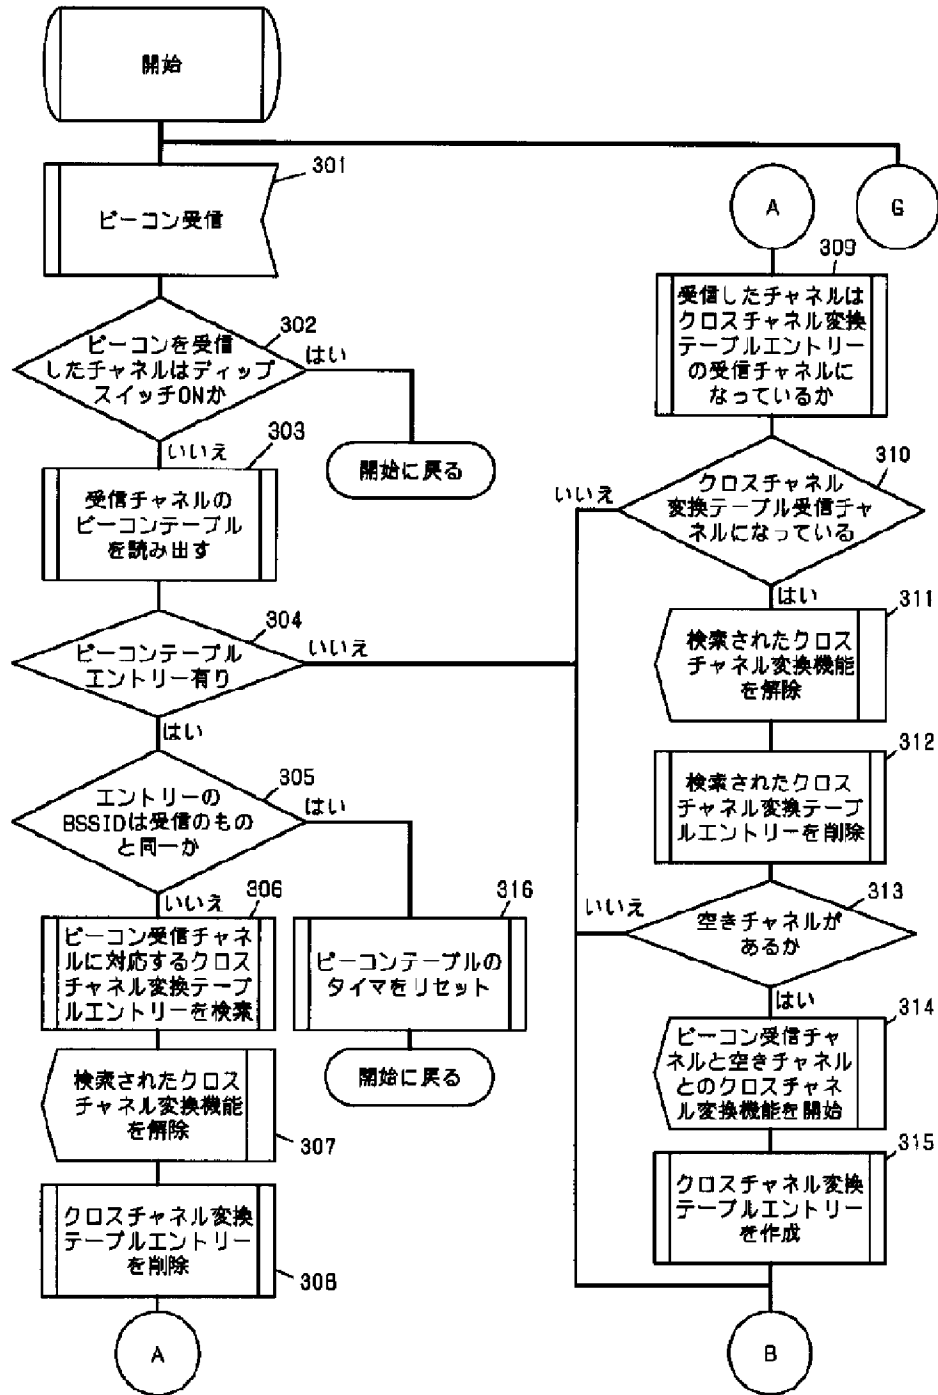 開始
301
ビーコン受信
302
ビーコンを受信
したチャネルはディップ
スイッチONか
はい
開始に戻る
いいえ
303
受信チャネルの
ビーコンテーブル
を読み出す
304
ビーコンテーブル
エントリー有り
いいえ
はい
305
エントリーの
BSSIDは受信のもの
と同一か
はい
いいえ
306
ビーコン受信チャネ
ルに対応するクロス
チャネル変換テーブ
ルエントリーを検索
316
ビーコンテーブルの
タイマをリセット
開始に戻る
検索されたクロス
チャネル変換機能
を解除
307
クロスチャネル変換
テーブルエントリー
を削除
308
A
A
G
309
受信したチャネルは
クロスチャネル変換
テーブルエントリー
の受信チャネルに
なっているか
310
いいえ
クロスチャネル
変換テーブル受信チャ
ネルになっている
はい
311
検索されたクロス
チャネル変換機能
を解除
312
検索されたクロス
チャネル変換テーブ
ルエントリーを削除
313
いいえ
空きチャネルが
あるか
はい
314
ビーコン受信チャ
ネルと空きチャネル
とのクロスチャネ
ル変換機能を開始
315
クロスチャネル変換
テーブルエントリー
を作成
B